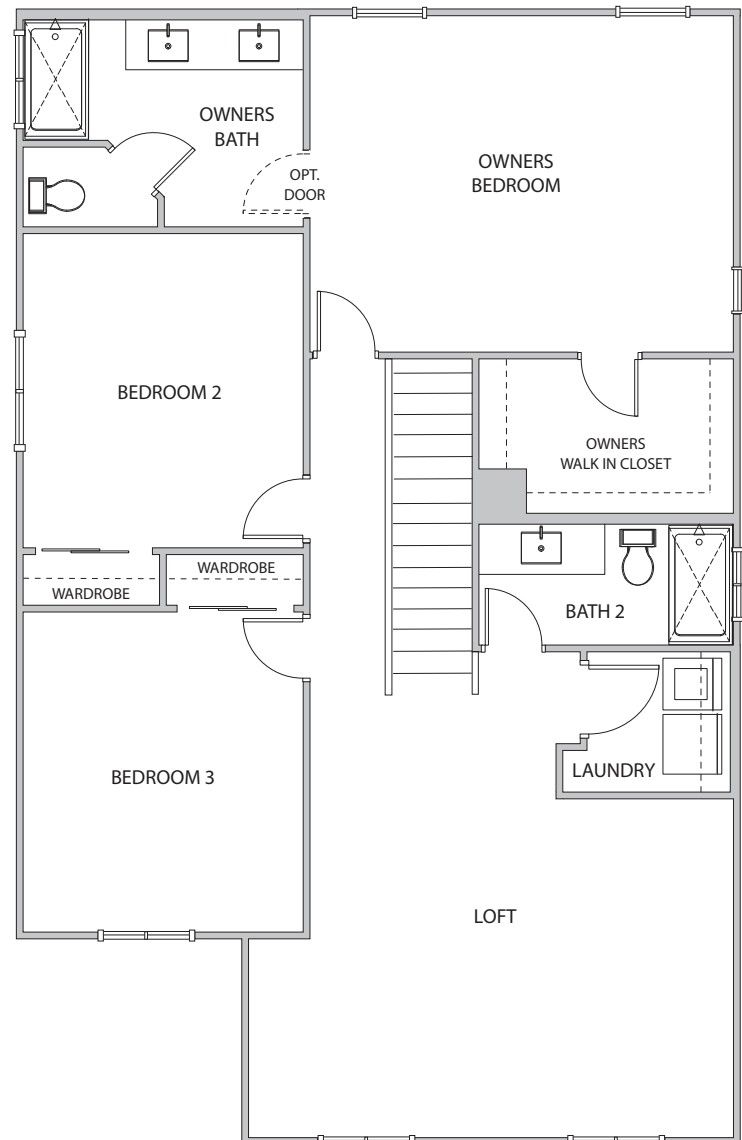 OWNERS
BATH
OPT.
DOOR
OWNERS
BEDROOM
BEDROOM 2
OWNERS
WALK IN CLOSET
WARDROBE
WARDROBE
BATH 2
BEDROOM 3
LAUNDRY
LOFT